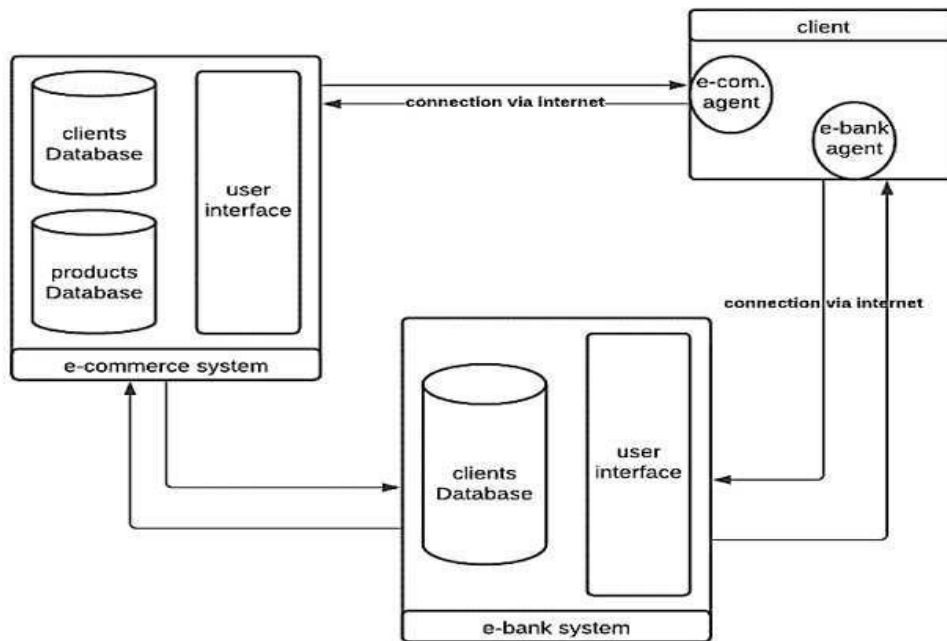 client
e-com.
agent
e-bank
agent
connection via internet
clients
Database
user
interface
products
Database
e-commerce system
connection via internet
clients
Database
user
interface
e-bank system